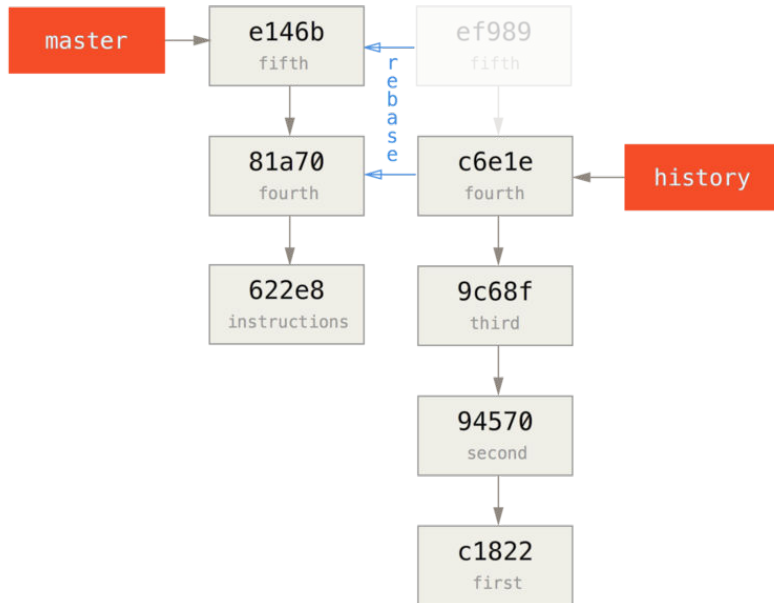 master
e146b
fifth
ef989
fifth
rebase
81a70
fourth
c6e1e
fourth
history
622e8
instructions
9c68f
third
94570
second
c1822
first